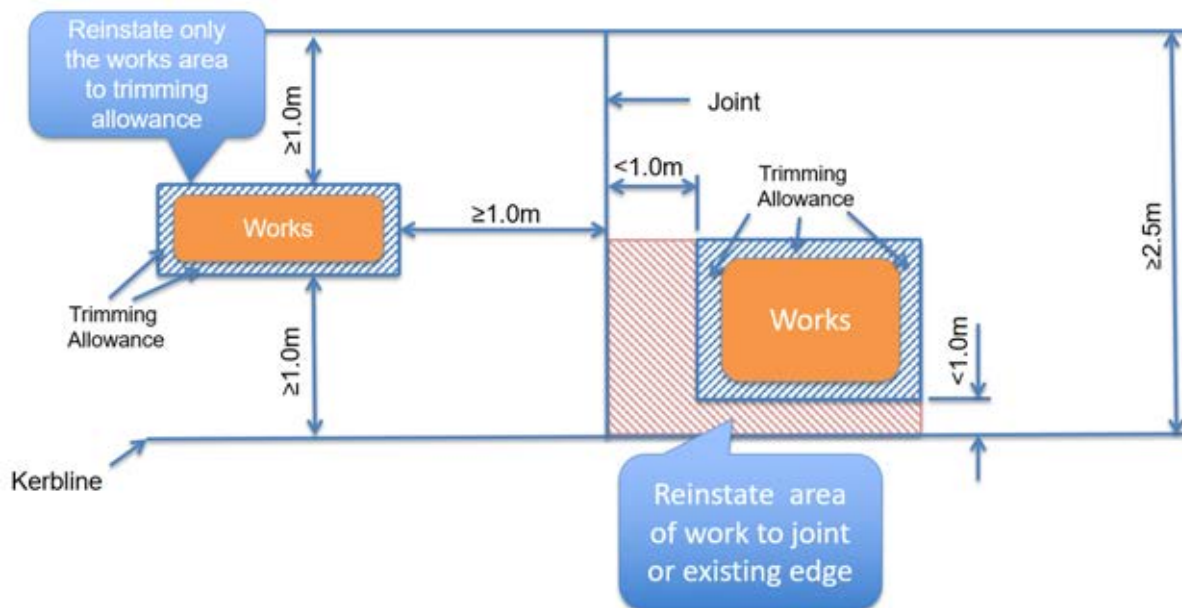 Reinstate only
the works area
to trimming
allowance
≥1.0m
Joint
<1.0m
Trimming
Allowance
≥1.0m
Works
≥2.5m
Trimming
Allowance
Works
≥1.0m
<1.0m
Kerbline
Reinstate area
of work to joint
or existing edge